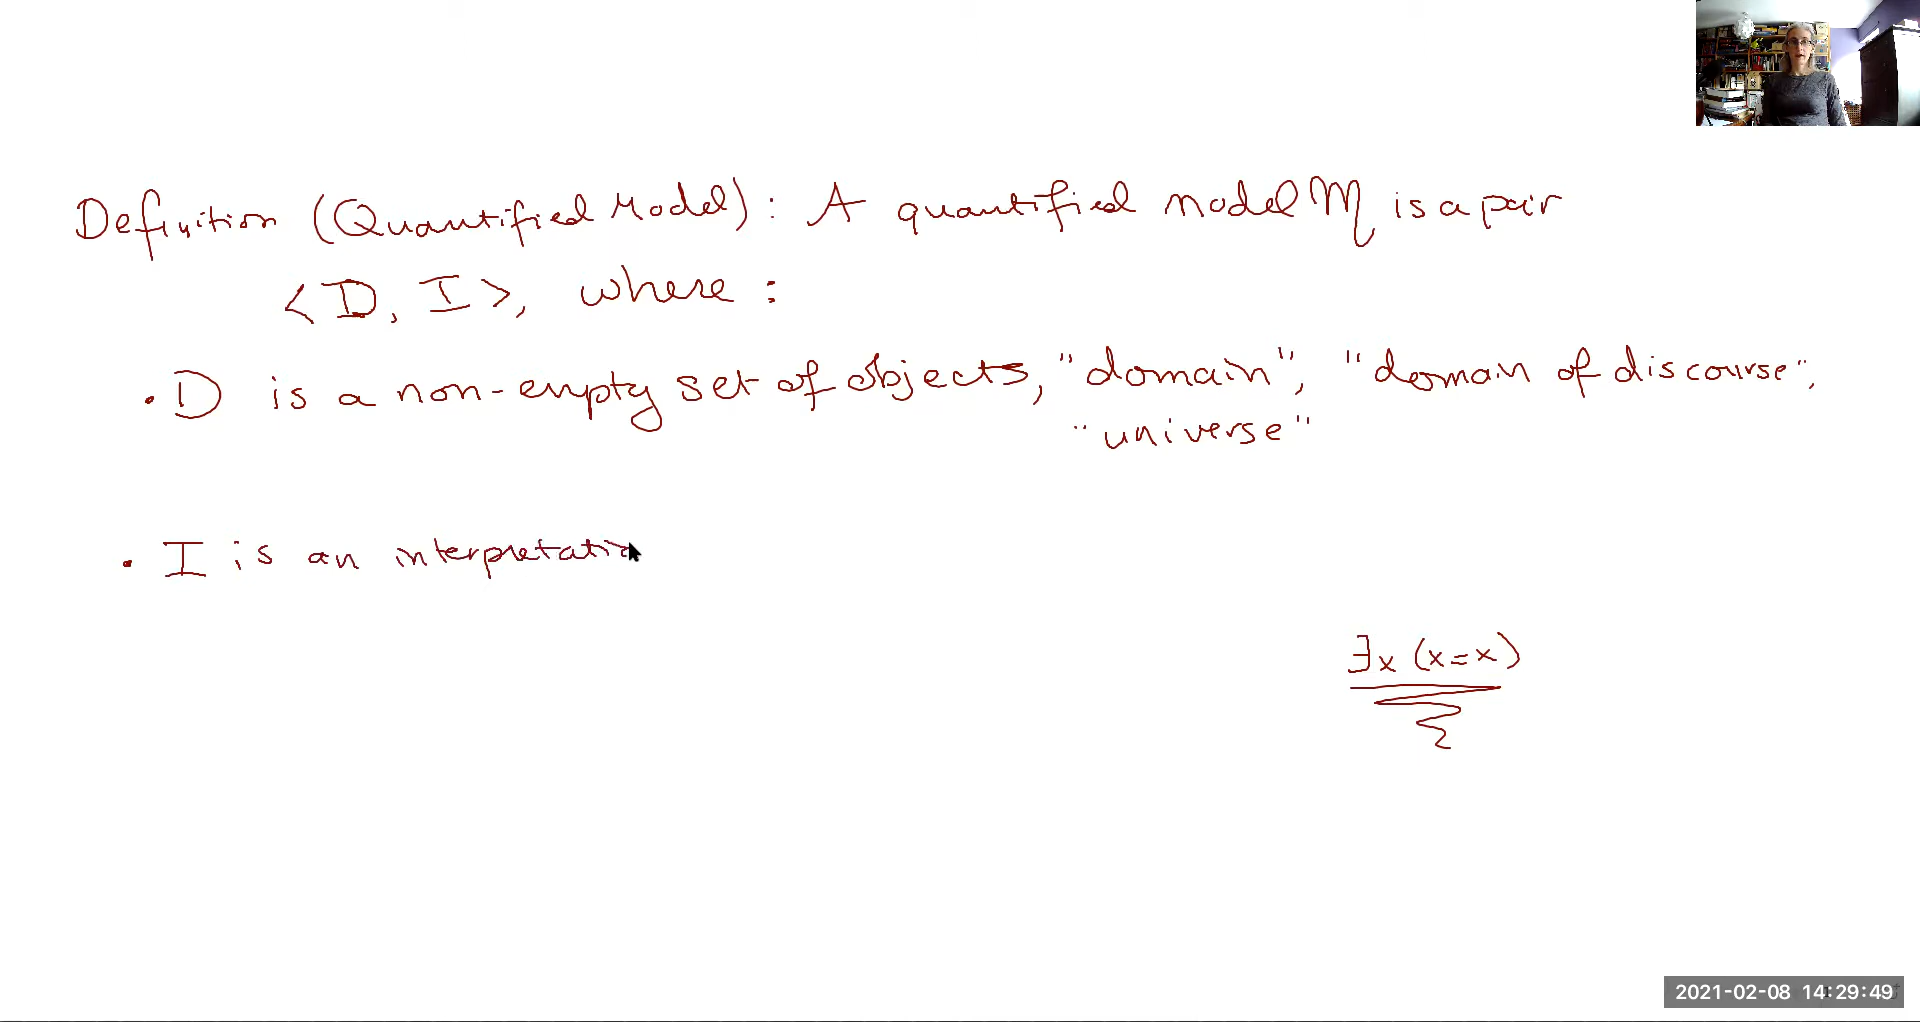 Definition (Quantified Model): A quantified model M is a pair
<D, I>, where:
• D is a non-empty set of objects, "domain", "domain of discourse",
"universe"
• I is an interpretatio
∃x (x=x)
2021-02-08 14:29:49